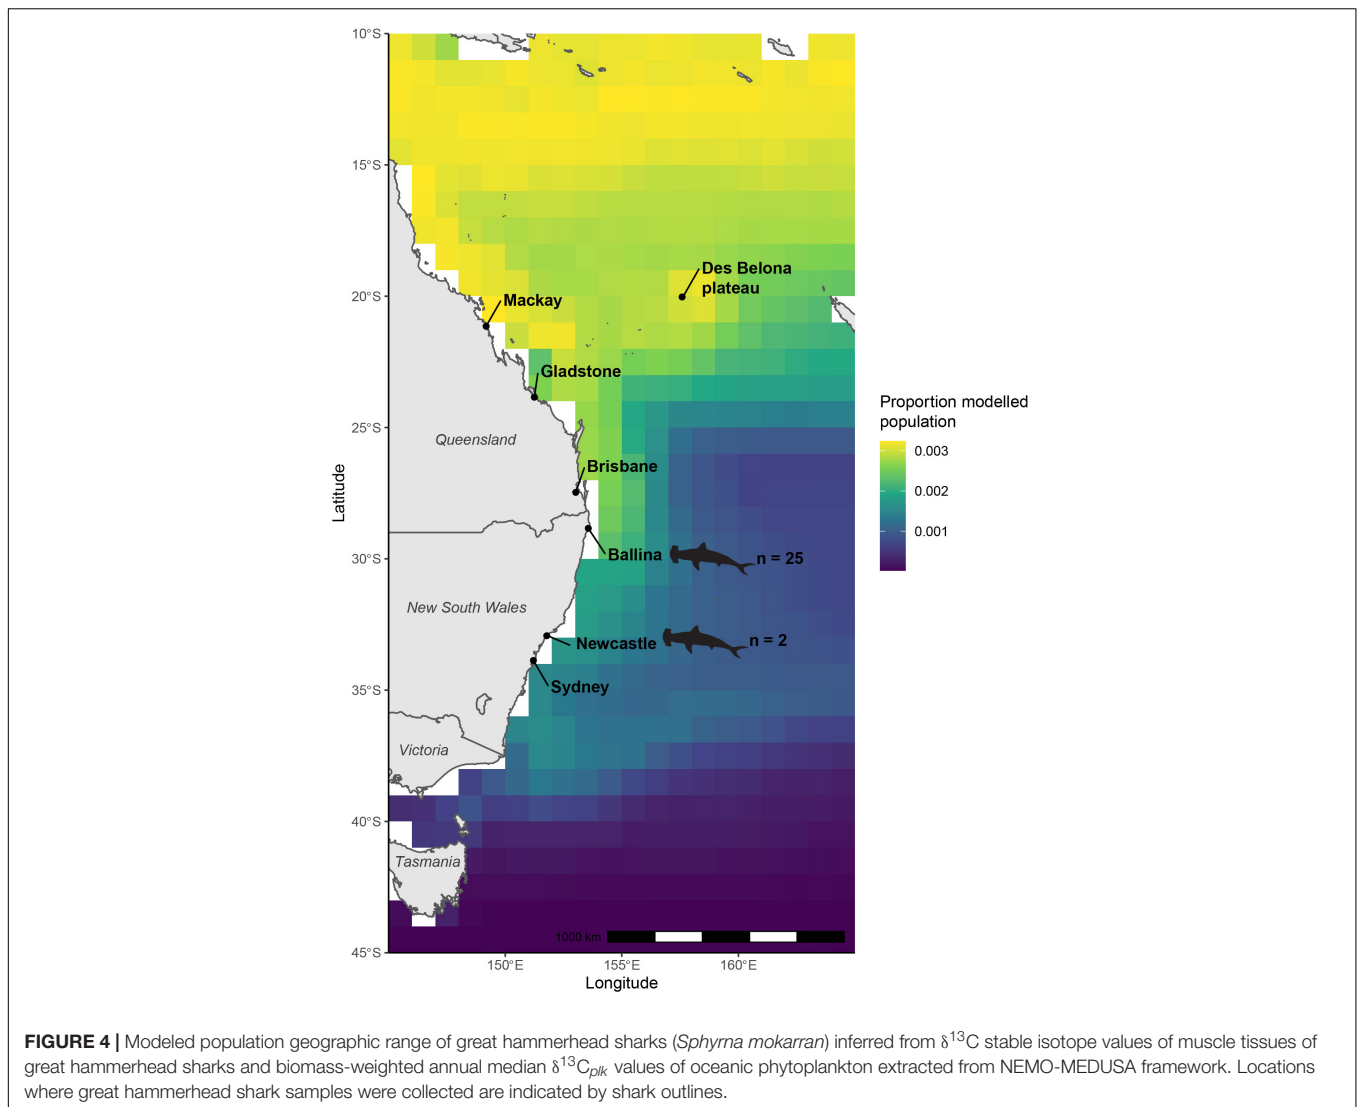 10°S
15°S
20°S
25°S
30°S
35°S
40°S
45°S
Latitude
150°E
155°E
160°E
Longitude
Des Belona
plateau
Mackay
Gladstone
Queensland
Brisbane
Ballina
n = 25
New South Wales
Newcastle
n = 2
Sydney
Victoria
Tasmania
1000 km
Proportion modelled
population
0.003
0.002
0.001
FIGURE 4 | Modeled population geographic range of great hammerhead sharks (Sphyrna mokarran) inferred from δ13C stable isotope values of muscle tissues of
great hammerhead sharks and biomass-weighted annual median δ13Cplk values of oceanic phytoplankton extracted from NEMO-MEDUSA framework. Locations
where great hammerhead shark samples were collected are indicated by shark outlines.